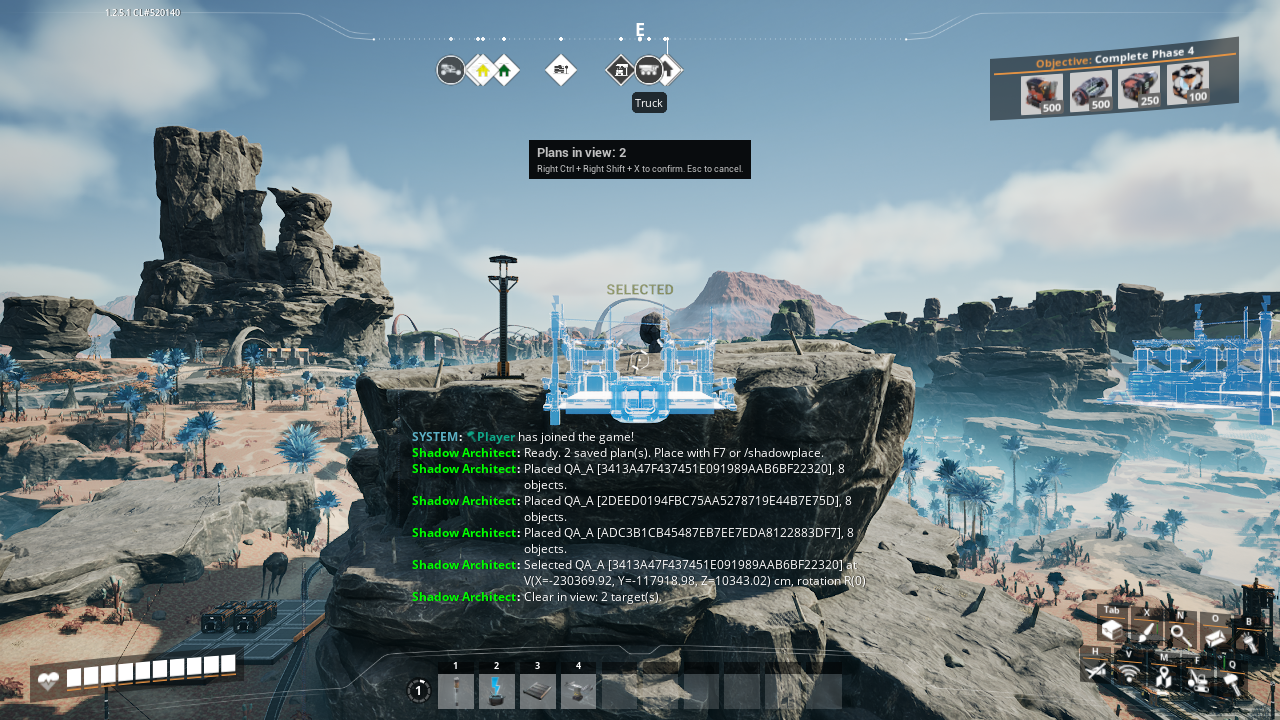 1.2.5.1 CL#520140
E
Objective: Complete Phase 4
500
500
250
100
Truck
Plans in view: 2
Right Ctrl + Right Shift + X to confirm. Esc to cancel.
SELECTED
SYSTEM: Player has joined the game!
Shadow Architect: Ready. 2 saved plan(s). Place with F7 or /shadowplace.
Shadow Architect: Placed QA_A [3413A47F437451E091989AAB6BF22320], 8
objects.
Shadow Architect: Placed QA_A [2DEED0194FBC75AA5278719E44B7E75D], 8
objects.
Shadow Architect: Placed QA_A [ADC3B1CB45487EB7EE7EDA8122883DF7], 8
objects.
Shadow Architect: Selected QA_A [3413A47F437451E091989AAB6BF22320] at
V(X=-230369.92, Y=-117918.98, Z=10343.02) cm, rotation R(0)
Shadow Architect: Clear in view: 2 target(s).
Tab X N O B
H V M F Q
1 2 3 4
1